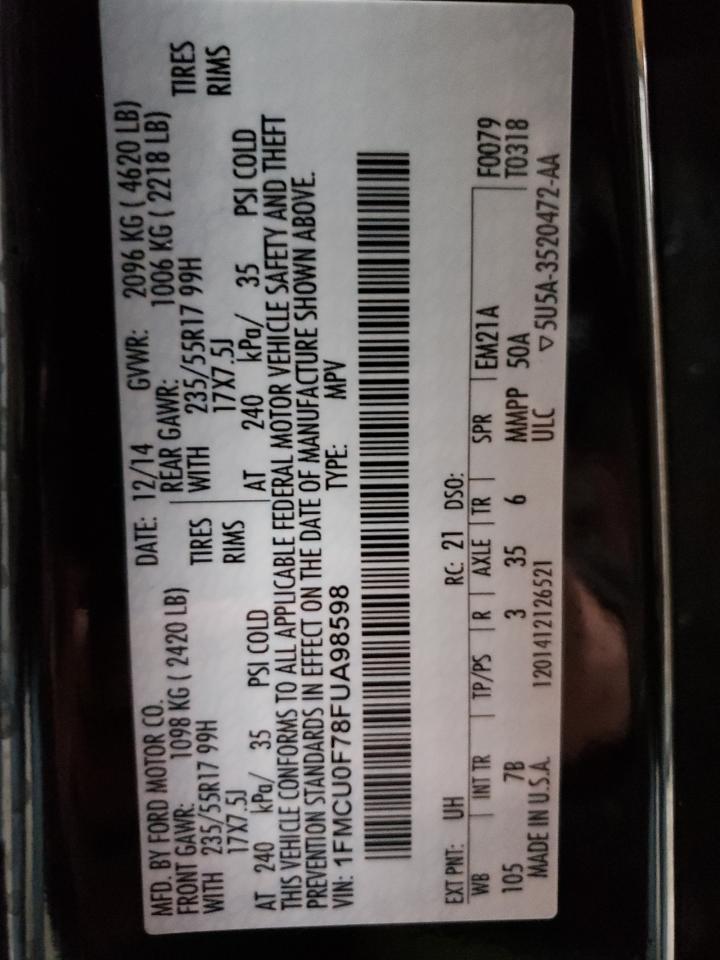 MFD. BY FORD MOTOR CO.
DATE: 12/14 GVWR: 2096 KG ( 4620 LB)
FRONT GAWR: 1098 KG ( 2420 LB)
REAR GAWR: 1006 KG ( 2218 LB)
WITH 235/55R17 99H TIRES WITH 235/55R17 99H TIRES
17X7.5J RIMS 17X7.5J RIMS
AT 240 kPa/ 35 PSI COLD AT 240 kPa/ 35 PSI COLD
THIS VEHICLE CONFORMS TO ALL APPLICABLE FEDERAL MOTOR VEHICLE SAFETY AND THEFT
PREVENTION STANDARDS IN EFFECT ON THE DATE OF MANUFACTURE SHOWN ABOVE.
VIN: 1FMCU0F78FUA98598 TYPE: MPV
EXT PNT: UH RC: 21 DSO: F0079
WB INT TR TP/PS R AXLE TR SPR EM21A T0318
105 7B 3 35 6 MMPP 50A
MADE IN U.S.A. 1201412126521 ULC ▽5U5A-3520472-AA